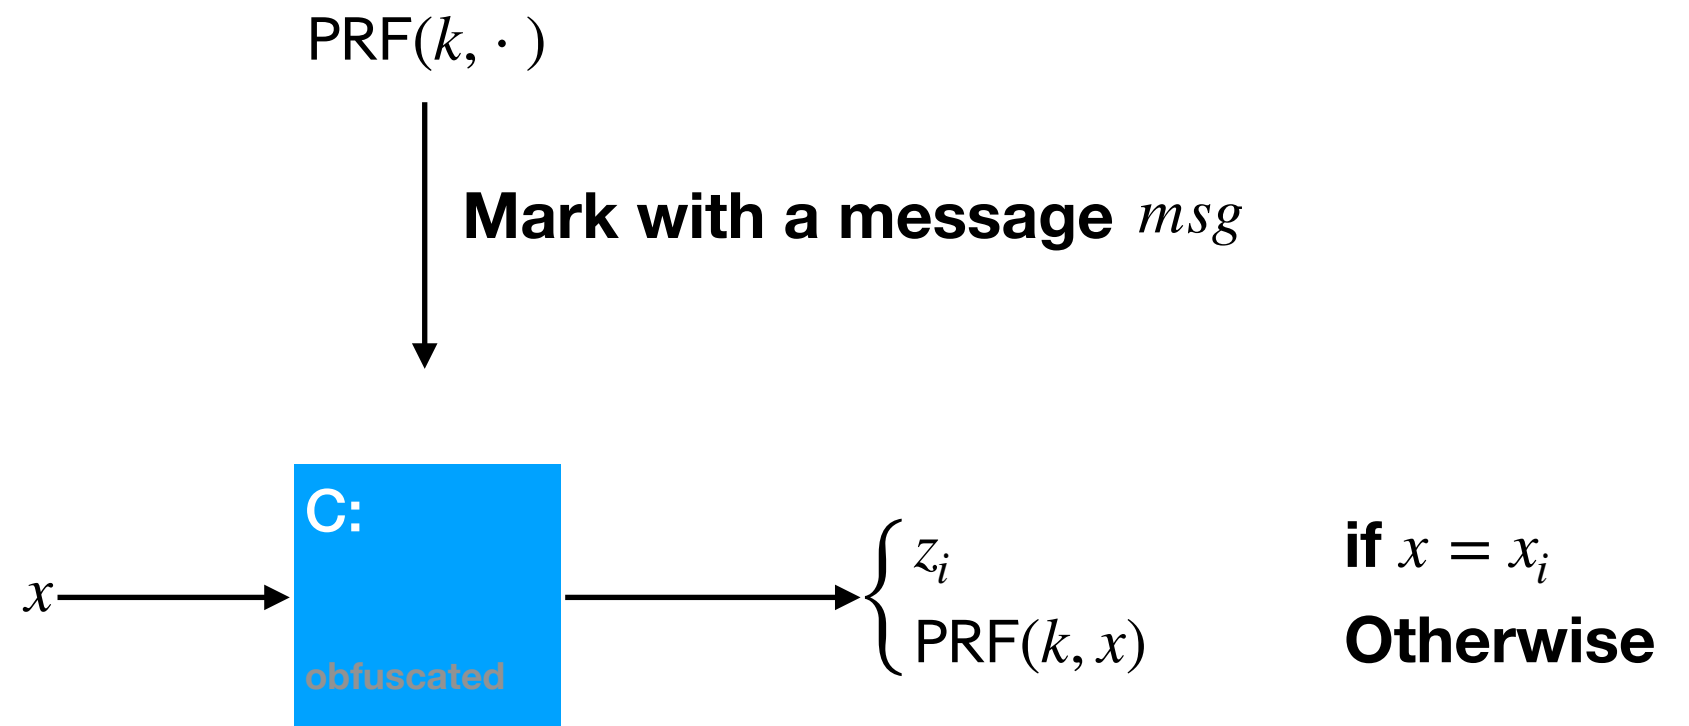 PRF(k, · )
Mark with a message msg
C:
x
obfuscated
z_i if x = x_i
PRF(k, x) Otherwise